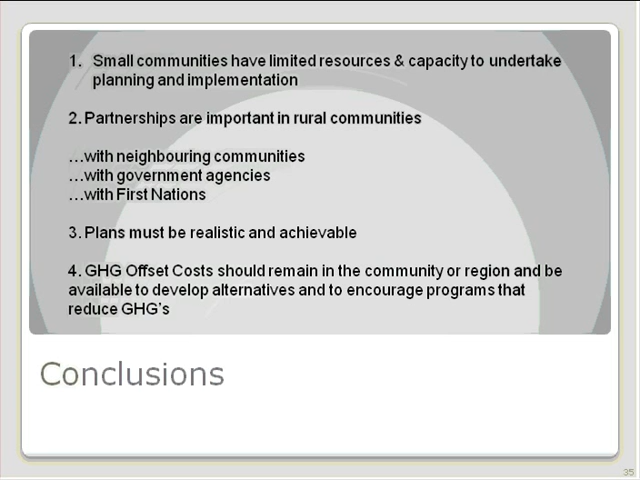 1. Small communities have limited resources & capacity to undertake
planning and implementation
2. Partnerships are important in rural communities
…with neighbouring communities
…with government agencies
…with First Nations
3. Plans must be realistic and achievable
4. GHG Offset Costs should remain in the community or region and be
available to develop alternatives and to encourage programs that
reduce GHG's
Conclusions
35